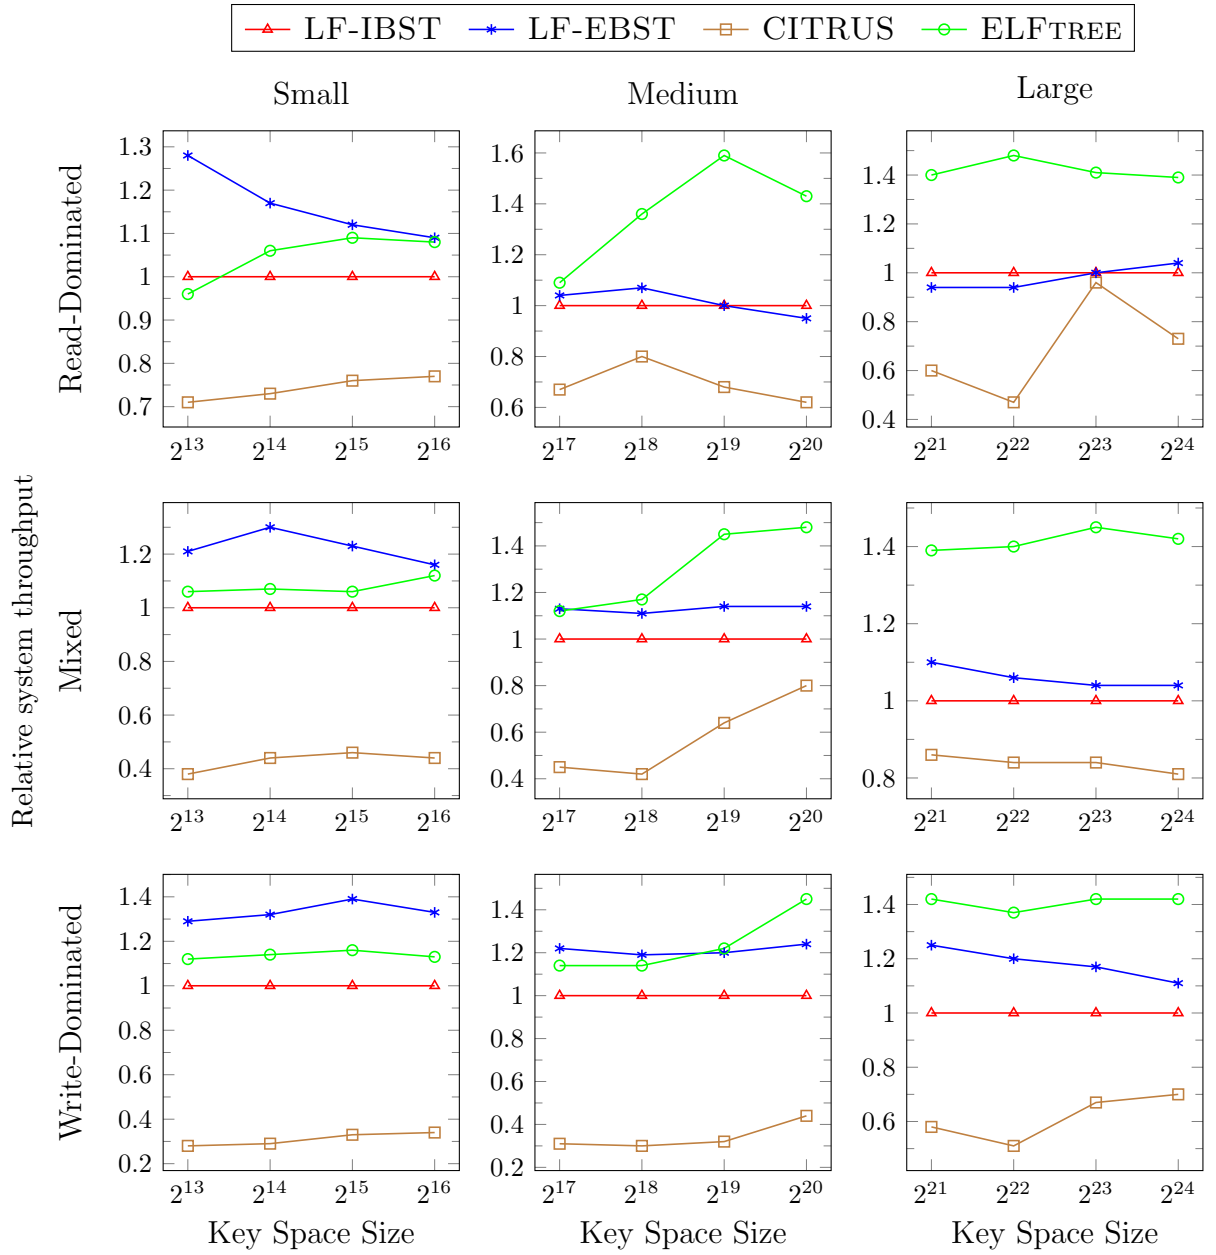 LF-IBST LF-EBST CITRUS ELFTREE
Small Medium Large
Relative system throughput
Read-Dominated
1.3
1.2
1.1
1
0.9
0.8
0.7
2^13 2^14 2^15 2^16
1.6
1.4
1.2
1
0.8
0.6
2^17 2^18 2^19 2^20
1.4
1.2
1
0.8
0.6
0.4
2^21 2^22 2^23 2^24
Mixed
1.2
1
0.8
0.6
0.4
2^13 2^14 2^15 2^16
1.4
1.2
1
0.8
0.6
0.4
2^17 2^18 2^19 2^20
1.4
1.2
1
0.8
2^21 2^22 2^23 2^24
Write-Dominated
1.4
1.2
1
0.8
0.6
0.4
0.2
2^13 2^14 2^15 2^16
Key Space Size
1.4
1.2
1
0.8
0.6
0.4
0.2
2^17 2^18 2^19 2^20
Key Space Size
1.4
1.2
1
0.8
0.6
2^21 2^22 2^23 2^24
Key Space Size